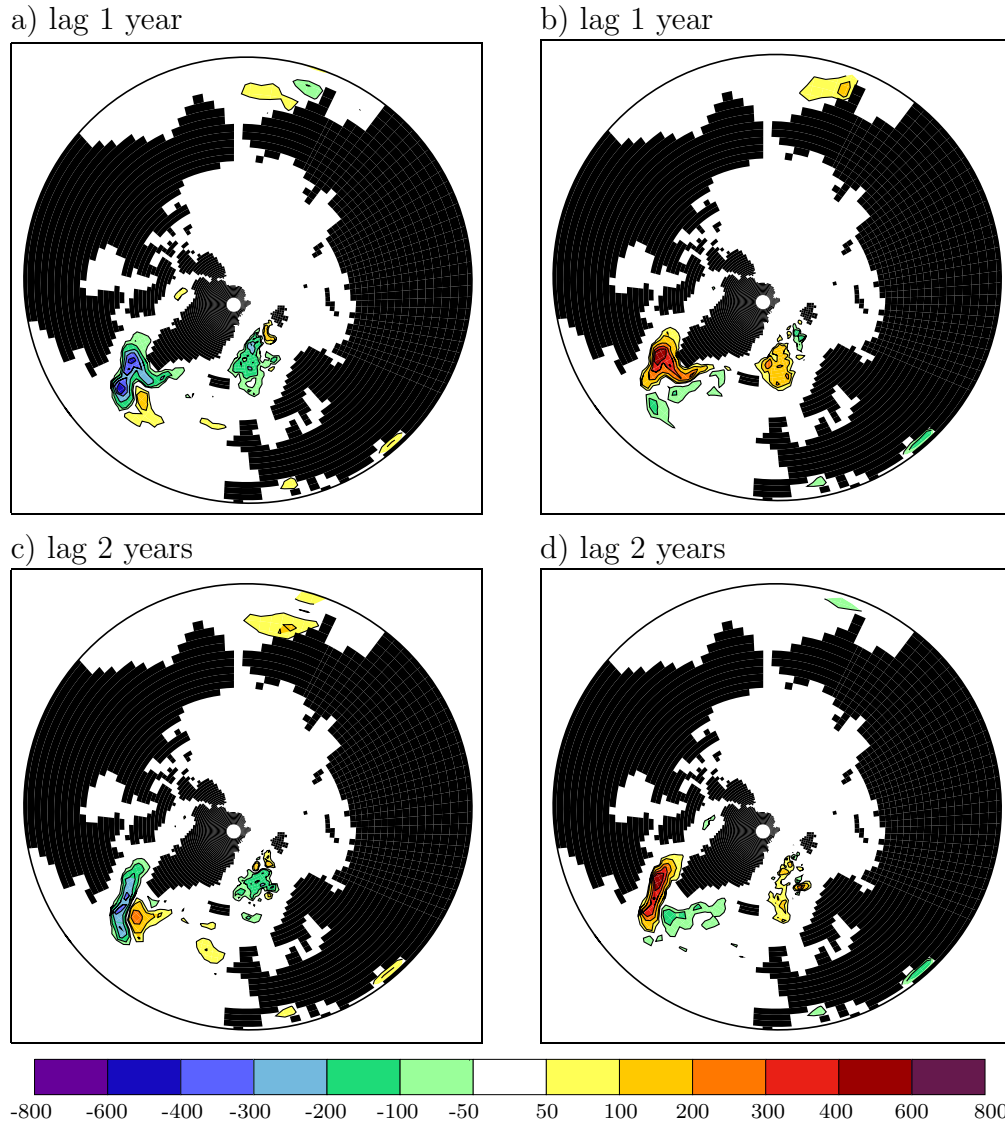 a) lag 1 year
b) lag 1 year
c) lag 2 years
d) lag 2 years
-800 -600 -400 -300 -200 -100 -50 50 100 200 300 400 600 800